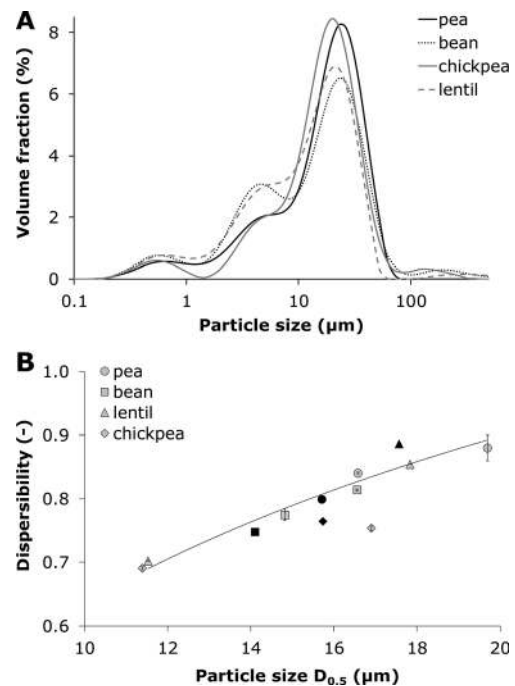 A
Volume fraction (%)
8
6
4
2
0
0.1 1 10 100
Particle size (µm)
pea
bean
chickpea
lentil
B
Dispersibility (-)
1.0
0.9
0.8
0.7
0.6
pea
bean
lentil
chickpea
10 12 14 16 18 20
Particle size D0.5 (µm)